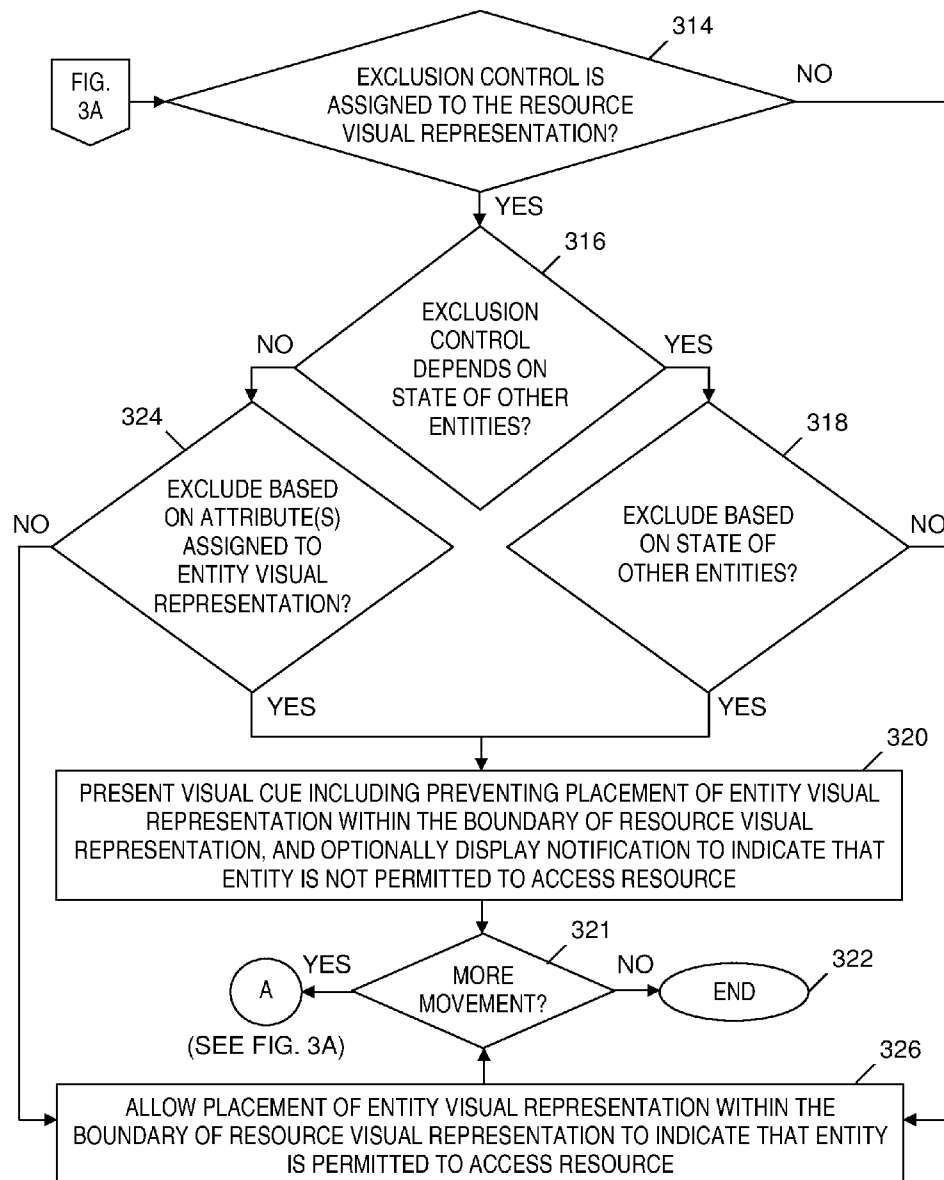 314
FIG.
3A
EXCLUSION CONTROL IS
ASSIGNED TO THE RESOURCE
VISUAL REPRESENTATION?
NO
YES
316
EXCLUSION
CONTROL
DEPENDS ON
STATE OF OTHER
ENTITIES?
NO
YES
324
318
EXCLUDE BASED
ON ATTRIBUTE(S)
ASSIGNED TO
ENTITY VISUAL
REPRESENTATION?
NO
EXCLUDE BASED
ON STATE OF
OTHER ENTITIES?
NO
YES
YES
320
PRESENT VISUAL CUE INCLUDING PREVENTING PLACEMENT OF ENTITY VISUAL
REPRESENTATION WITHIN THE BOUNDARY OF RESOURCE VISUAL
REPRESENTATION, AND OPTIONALLY DISPLAY NOTIFICATION TO INDICATE THAT
ENTITY IS NOT PERMITTED TO ACCESS RESOURCE
321
YES
NO
322
A
MORE
MOVEMENT?
END
(SEE FIG. 3A)
326
ALLOW PLACEMENT OF ENTITY VISUAL REPRESENTATION WITHIN THE
BOUNDARY OF RESOURCE VISUAL REPRESENTATION TO INDICATE THAT ENTITY
IS PERMITTED TO ACCESS RESOURCE